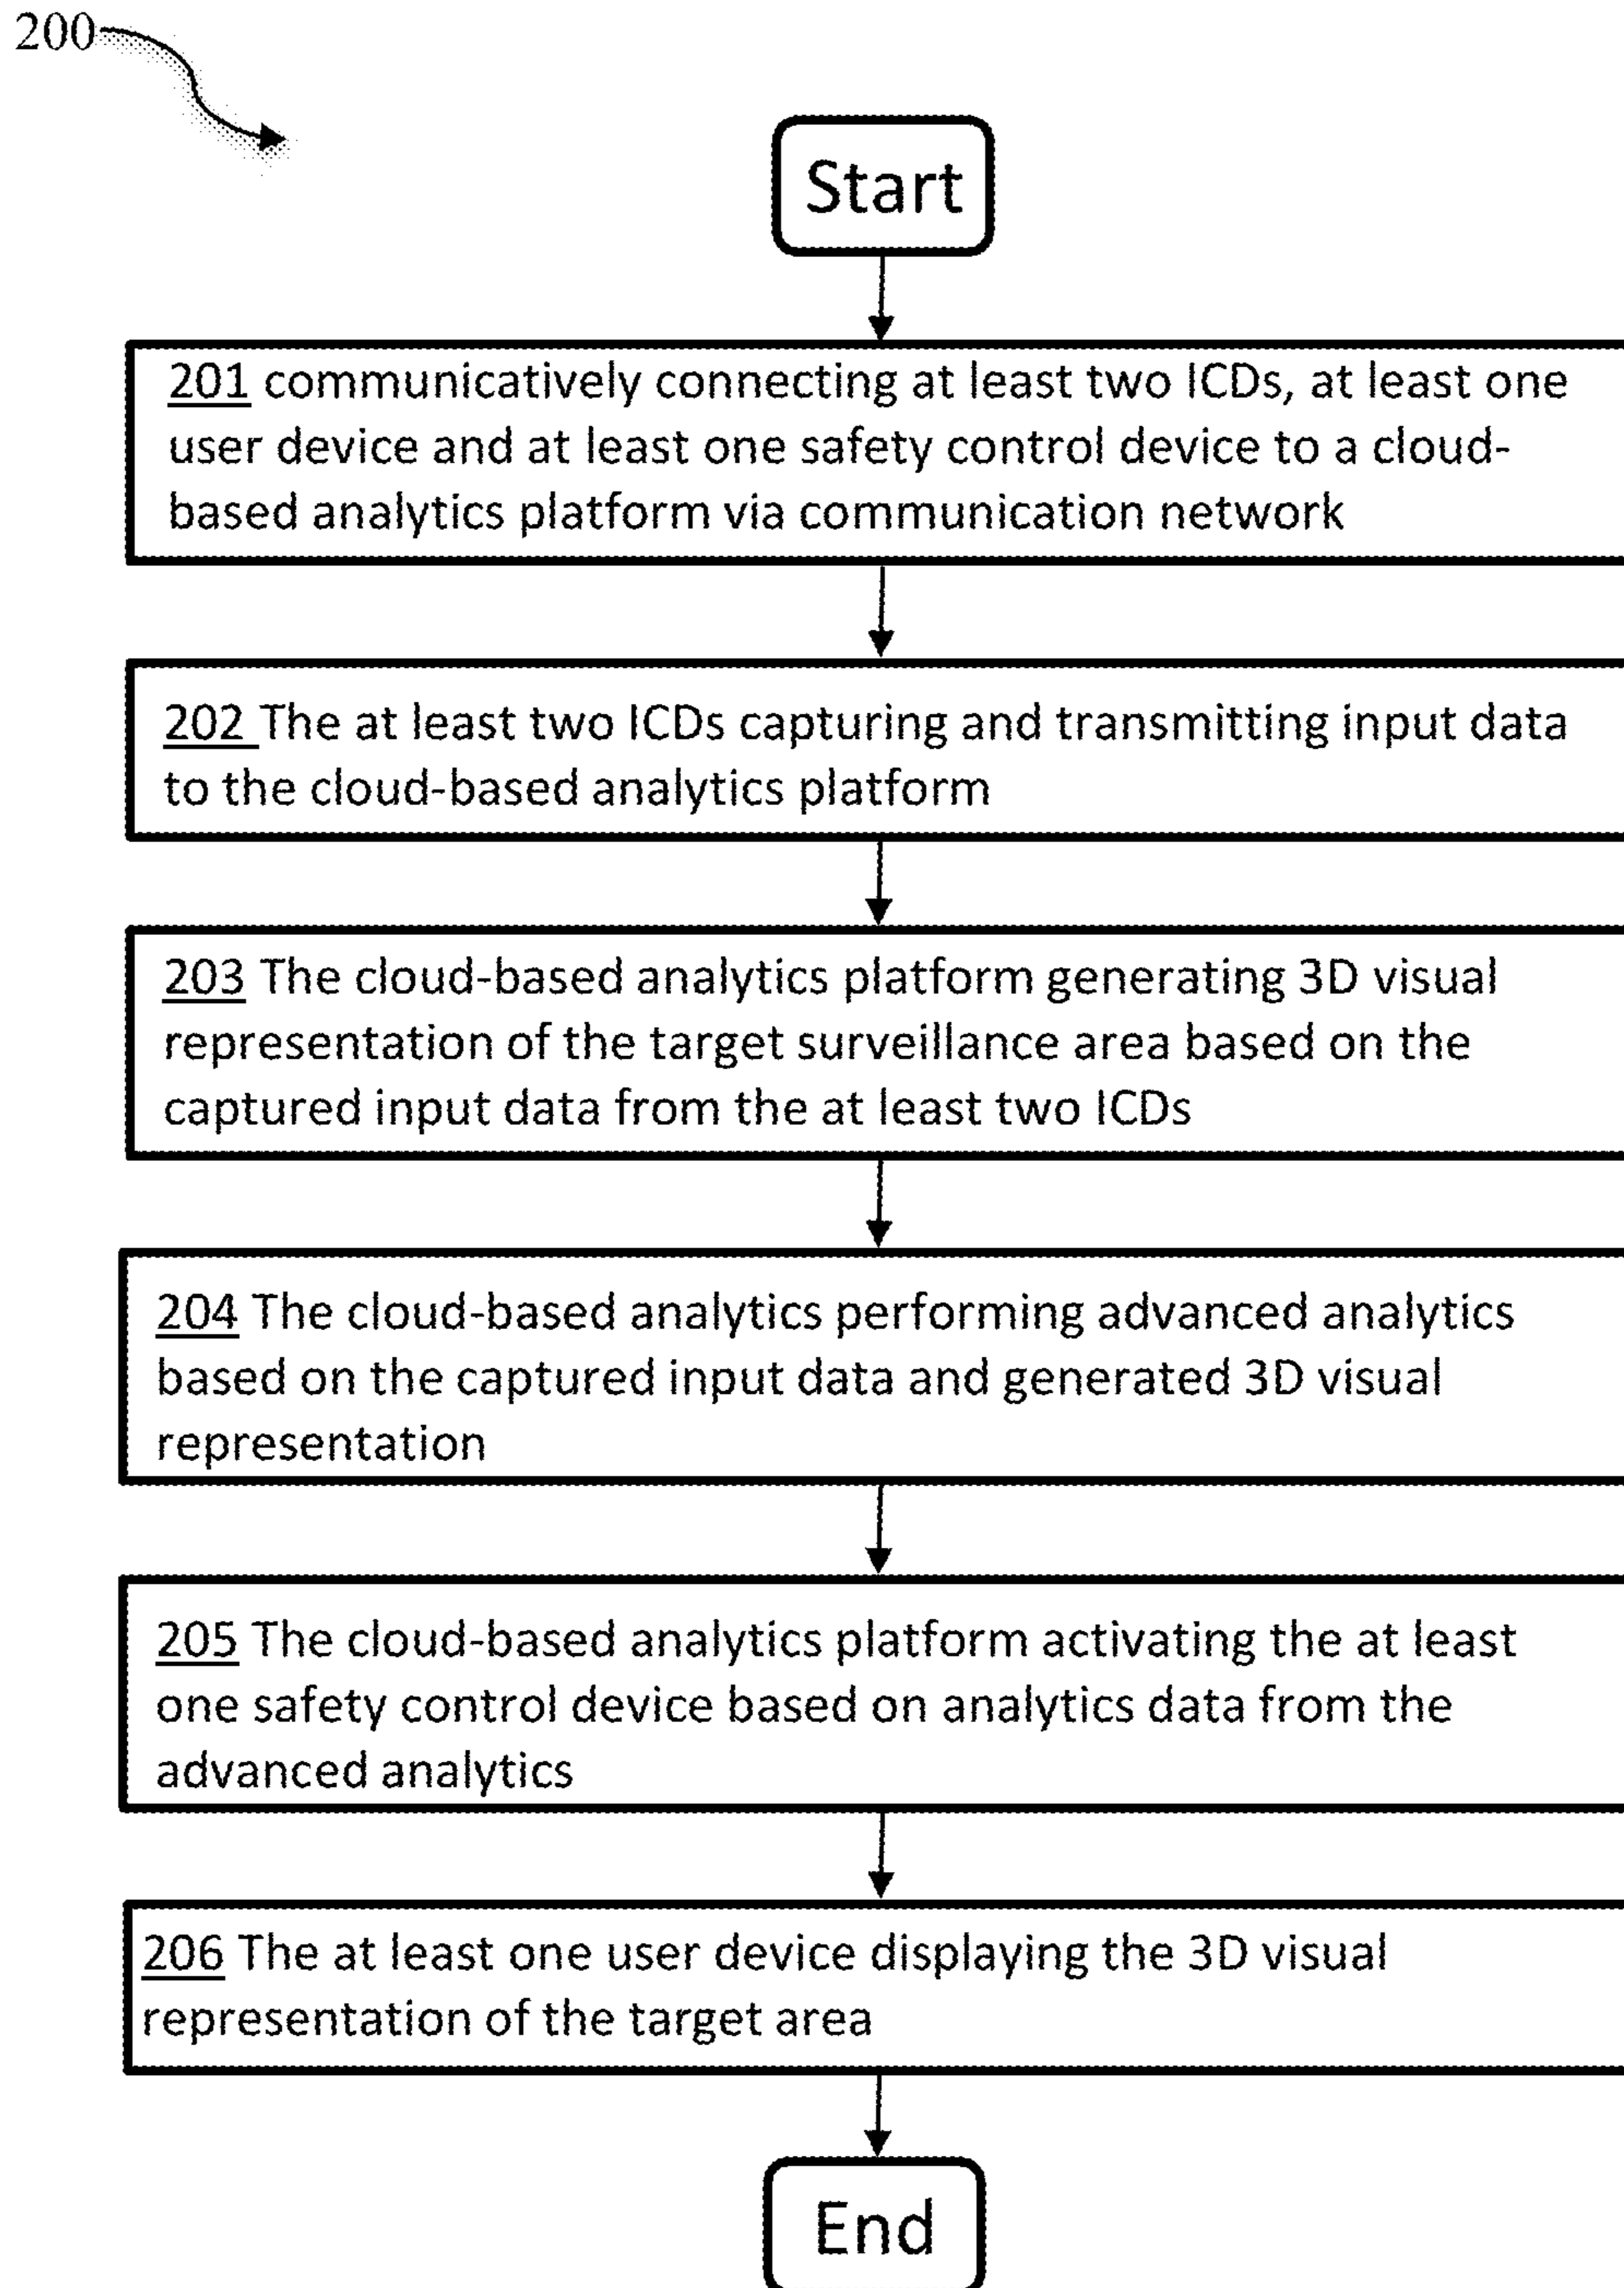 200
Start
201 communicatively connecting at least two ICDs, at least one
user device and at least one safety control device to a cloud-
based analytics platform via communication network
202 The at least two ICDs capturing and transmitting input data
to the cloud-based analytics platform
203 The cloud-based analytics platform generating 3D visual
representation of the target surveillance area based on the
captured input data from the at least two ICDs
204 The cloud-based analytics performing advanced analytics
based on the captured input data and generated 3D visual
representation
205 The cloud-based analytics platform activating the at least
one safety control device based on analytics data from the
advanced analytics
206 The at least one user device displaying the 3D visual
representation of the target area
End